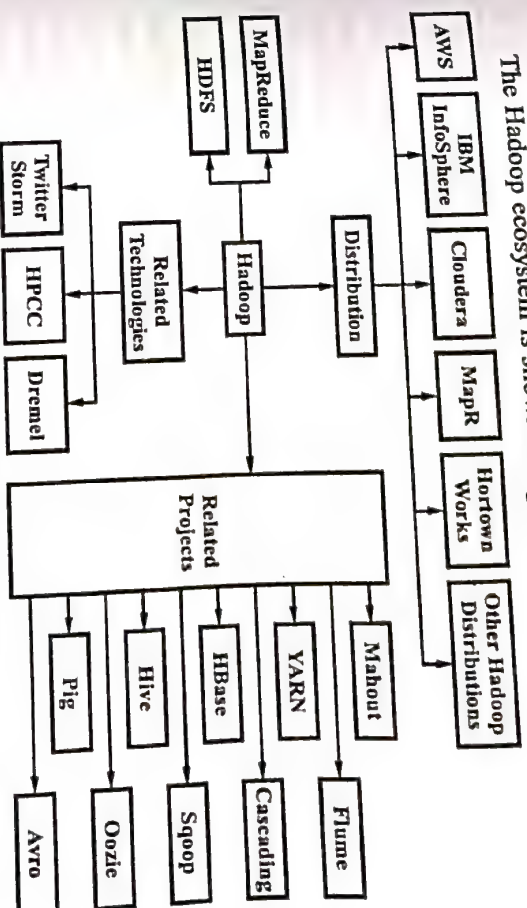 The Hadoop ecosystem is
AWS
IBM
InfoSphere
Cloudera
MapR
Hortown
Works
Other Hadoop
Distributions
Distribution
MapReduce
HDFS
Hadoop
Related
Technologies
Twitter
Storm
HPCC
Dremel
Related
Projects
Mahout
Flume
YARN
Cascading
HBase
Sqoop
Hive
Oozie
Pig
Avro